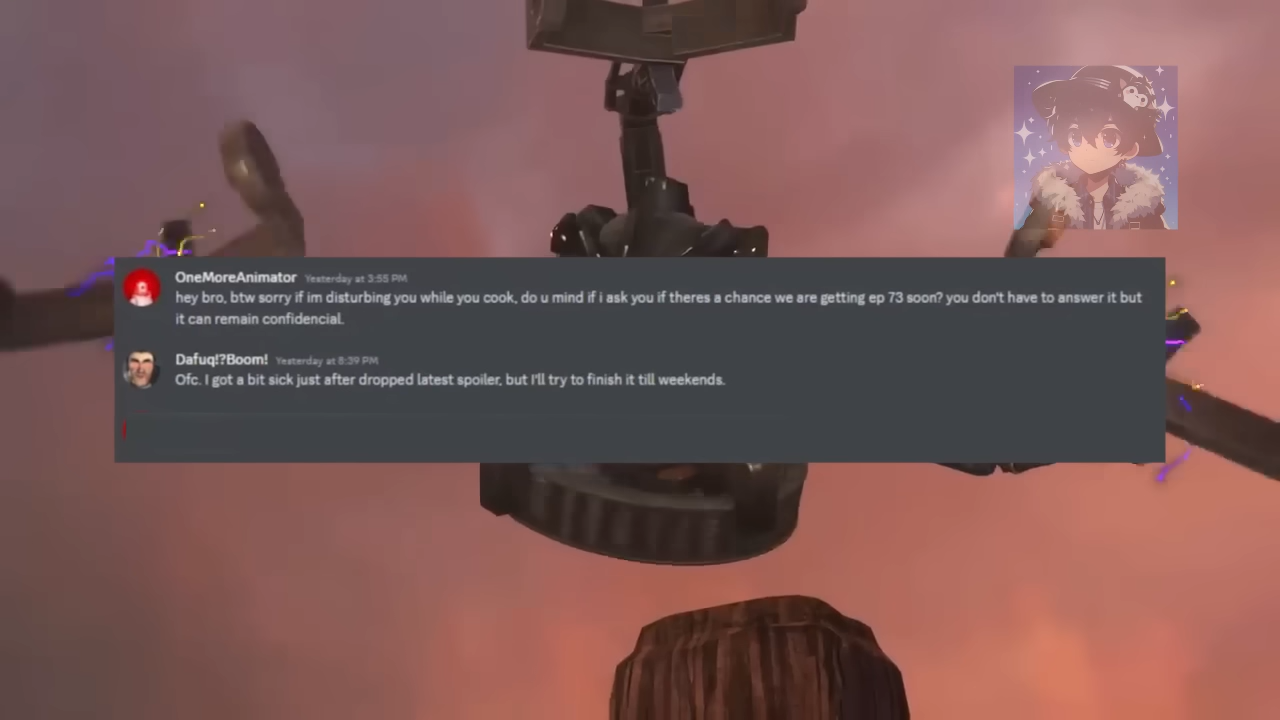 OneMoreAnimator Yesterday at 3:55 PM
hey bro, btw sorry if im disturbing you while you cook, do u mind if i ask you if theres a chance we are getting ep 73 soon? you don't have to answer it but
it can remain confidencial.
Dafuq!?Boom! Yesterday at 8:39 PM
Ofc. I got a bit sick just after dropped latest spoiler, but I'll try to finish it till weekends.